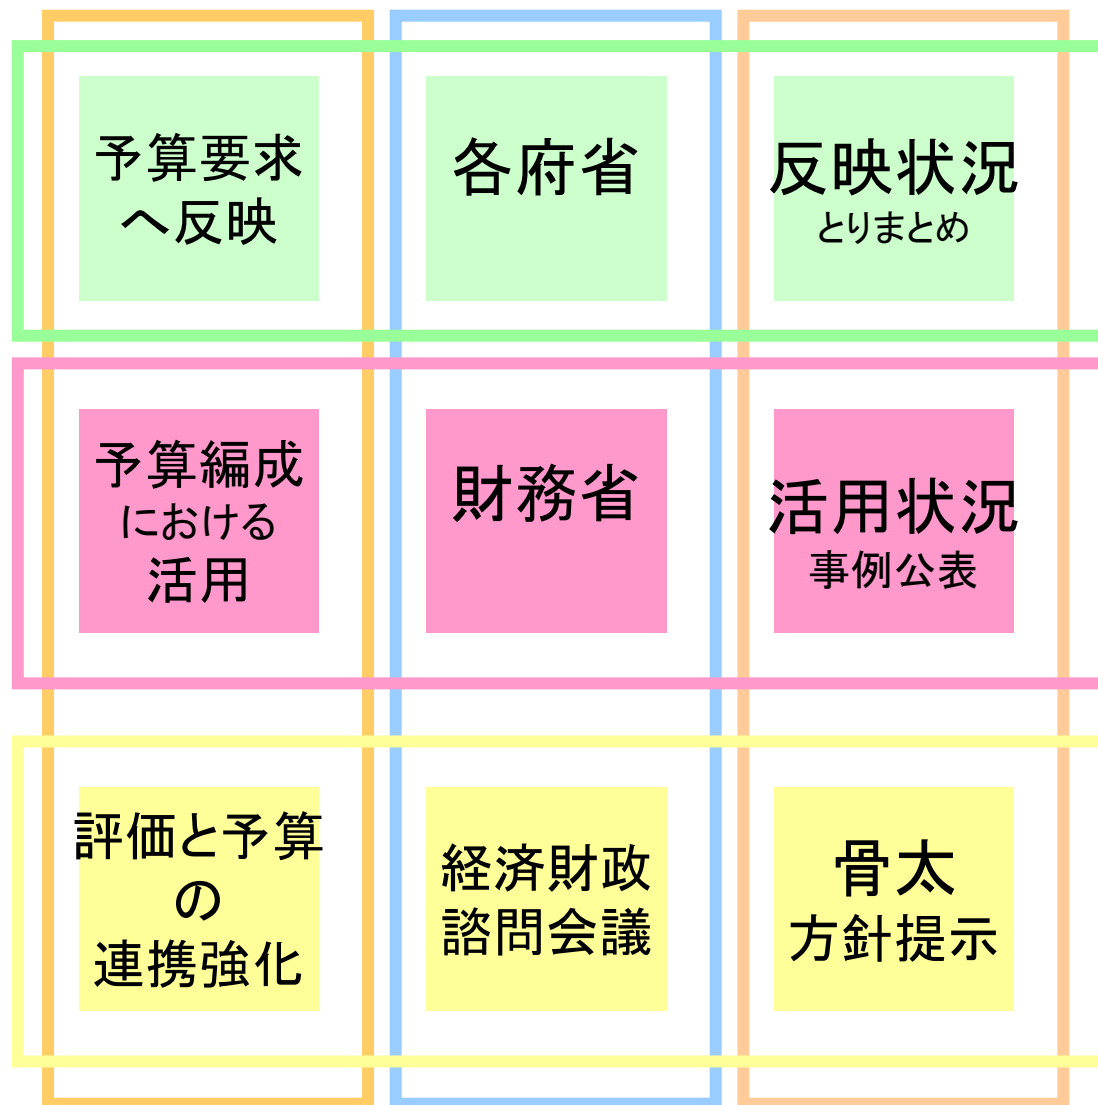 予算要求
へ反映
各府省
反映状況
とりまとめ
予算編成
における
活用
財務省
活用状況
事例公表
評価と予算
の
連携強化
経済財政
諮問会議
骨太
方針提示